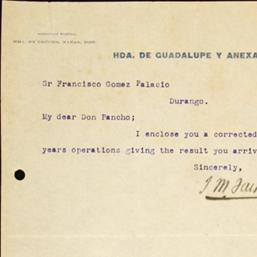 HDA. DE GUADALUPE Y ANEXA
Sr Francisco Gomez Palacio
Durango.
My dear Don Pancho;
I enclose you a corrected
years operations giving the result you arriv
Sincerely,